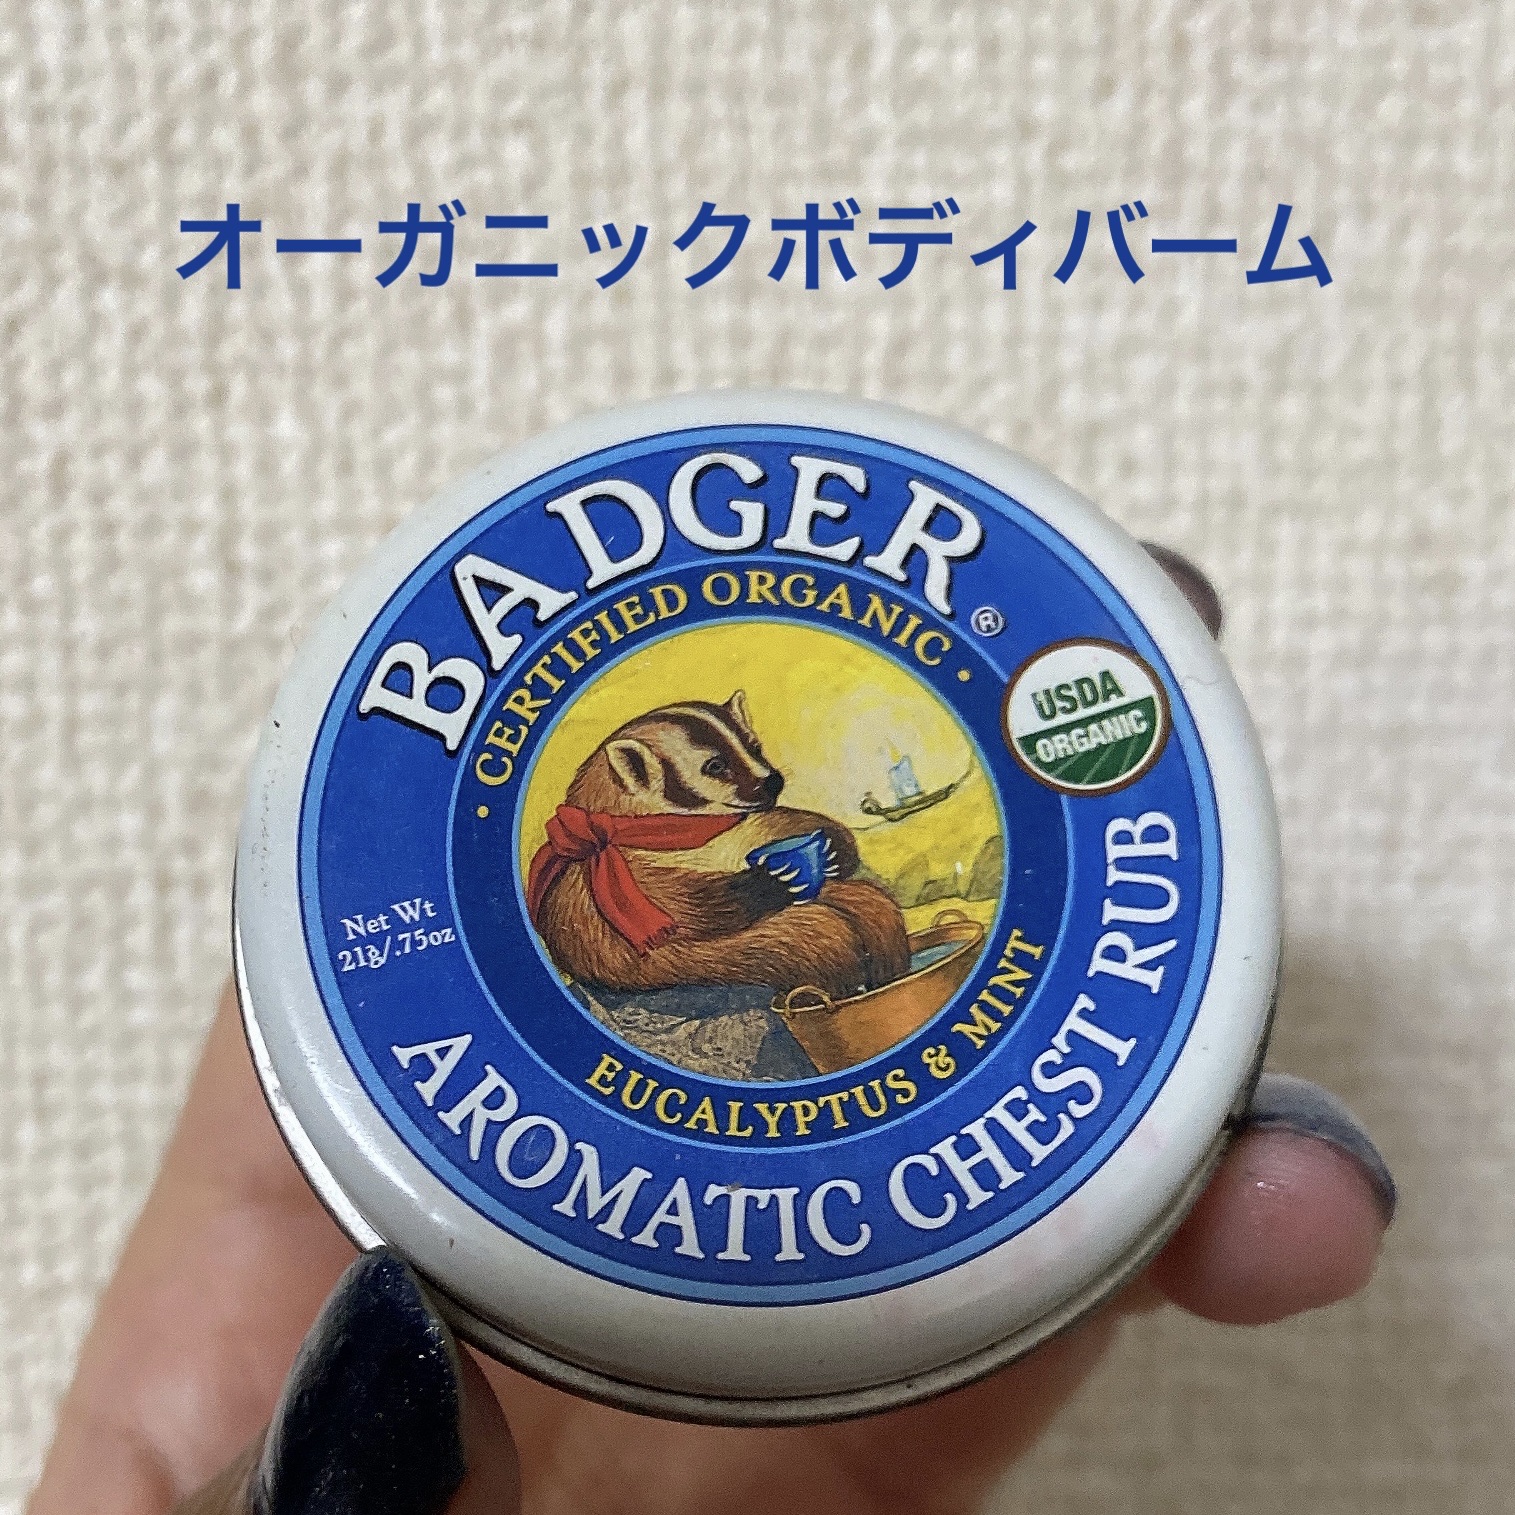 オーガニックボディバーム
BADGER®
• CERTIFIED ORGANIC •
USDA
ORGANIC
Net Wt
21g/.75oz
EUCALYPTUS & MINT
AROMATIC CHEST RUB